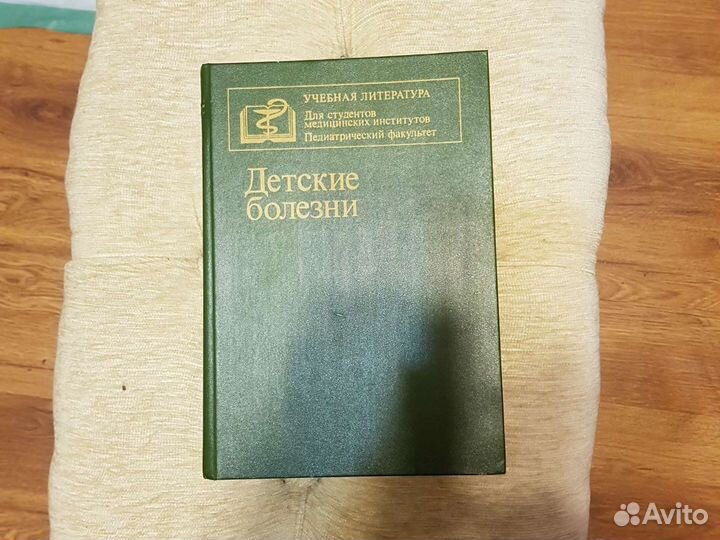 УЧЕБНАЯ ЛИТЕРАТУРА
Для студентов
медицинских институтов
Педиатрический факультет
Детские
болезни
Avito